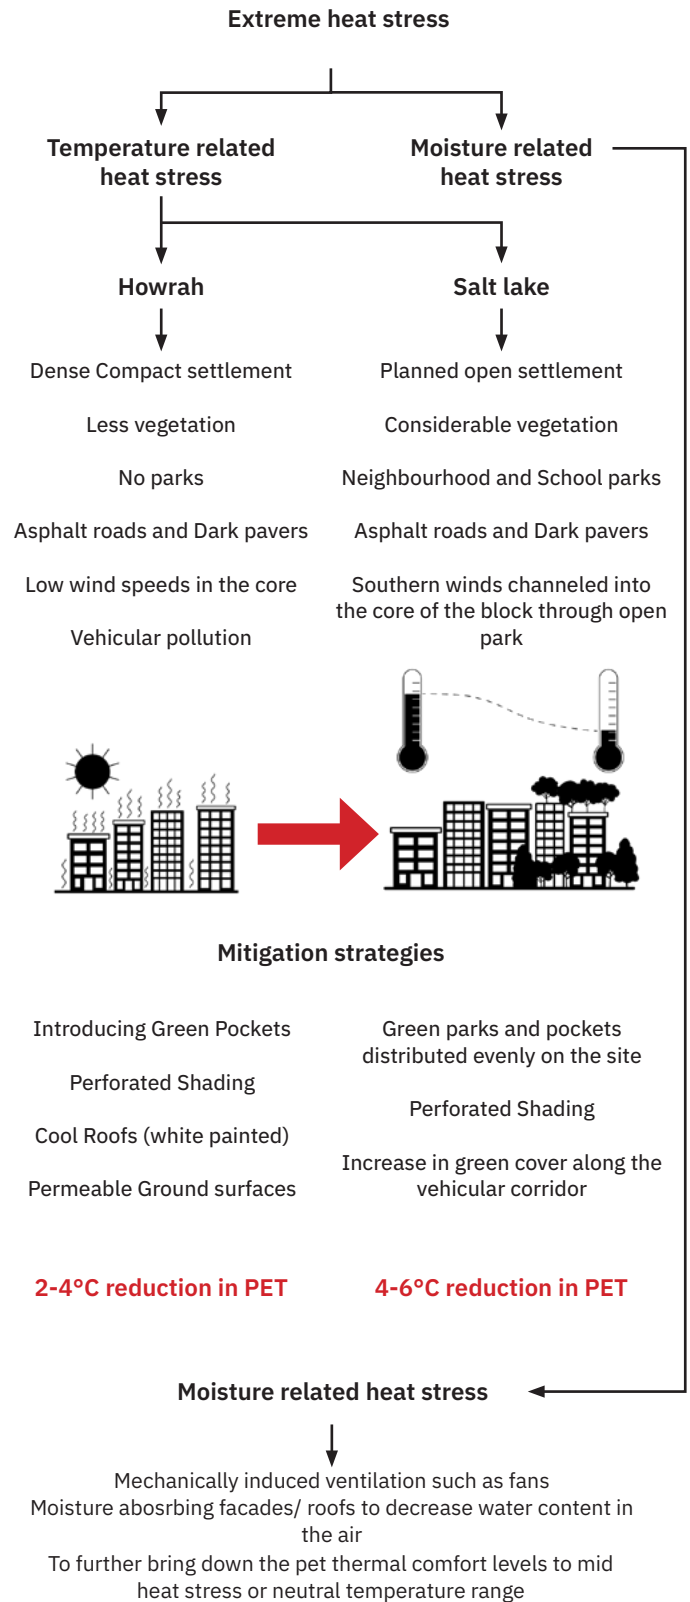 Extreme heat stress
Temperature related
heat stress
Moisture related
heat stress
Howrah
Salt lake
Dense Compact settlement
Planned open settlement
Less vegetation
Considerable vegetation
No parks
Neighbourhood and School parks
Asphalt roads and Dark pavers
Asphalt roads and Dark pavers
Low wind speeds in the core
Southern winds channeled into
the core of the block through open
park
Vehicular pollution
Mitigation strategies
Introducing Green Pockets
Green parks and pockets
distributed evenly on the site
Perforated Shading
Perforated Shading
Cool Roofs (white painted)
Increase in green cover along the
vehicular corridor
Permeable Ground surfaces
2-4°C reduction in PET
4-6°C reduction in PET
Moisture related heat stress
Mechanically induced ventilation such as fans
Moisture abosrbing facades/ roofs to decrease water content in
the air
To further bring down the pet thermal comfort levels to mid
heat stress or neutral temperature range